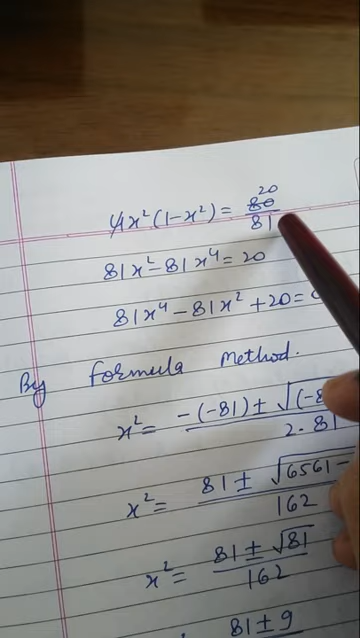 4x²(1-x²) = 80/81 20
81x² - 81x⁴ = 20
81x⁴ - 81x² + 20 =
By formula Method.
x² = -(-81) ± √(-8 / 2.81
x² = 81 ± √6561 - / 162
x² = 81 ± √81 / 162
81 ± 9